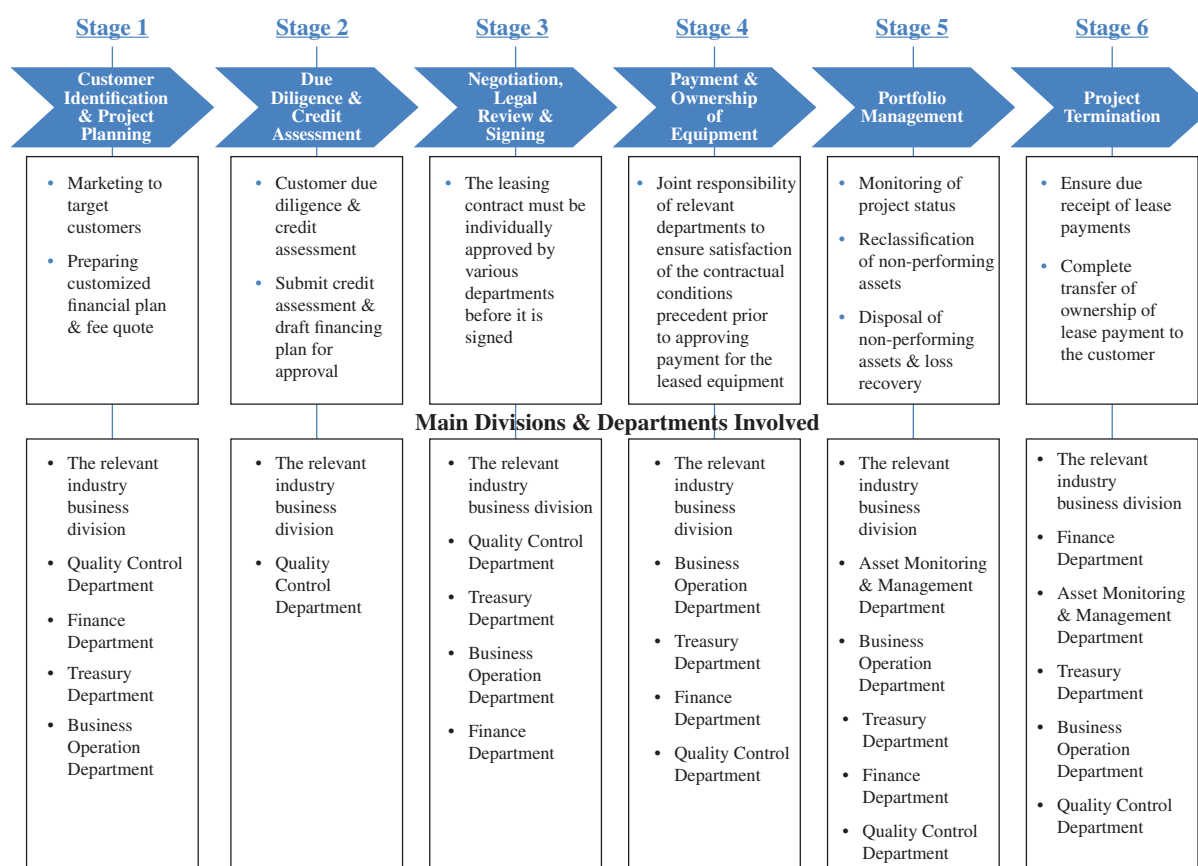 Stage 1
Stage 2
Stage 3
Stage 4
Stage 5
Stage 6
Customer
Identification
& Project
Planning
Due
Diligence &
Credit
Assessment
Negotiation,
Legal
Review &
Signing
Payment &
Ownership
of
Equipment
Portfolio
Management
Project
Termination
• Marketing to
target
customers
• Preparing
customized
financial plan
& fee quote
• Customer due
diligence &
credit
assessment
• Submit credit
assessment &
draft financing
plan for
approval
• The leasing
contract must be
individually
approved by
various
departments
before it is
signed
• Joint responsibility
of relevant
departments to
ensure satisfaction
of the contractual
conditions
precedent prior
to approving
payment for the
leased equipment
• Monitoring of
project status
• Reclassification
of non-performing
assets
• Disposal of
non-performing
assets & loss
recovery
• Ensure due
receipt of lease
payments
• Complete
transfer of
ownership of
lease payment to
the customer
Main Divisions & Departments Involved
• The relevant
industry
business
division
• Quality Control
Department
• Finance
Department
• Treasury
Department
• Business
Operation
Department
• The relevant
industry
business
division
• Quality
Control
Department
• The relevant
industry
business division
• Quality Control
Department
• Treasury
Department
• Business
Operation
Department
• Finance
Department
• The relevant
industry
business
division
• Business
Operation
Department
• Treasury
Department
• Finance
Department
• Quality Control
Department
• The relevant
industry
business
division
• Asset Monitoring
& Management
Department
• Business
Operation
Department
• Treasury
Department
• Finance
Department
• Quality Control
Department
• The relevant
industry
business division
• Finance
Department
• Asset Monitoring
& Management
Department
• Treasury
Department
• Business
Operation
Department
• Quality Control
Department